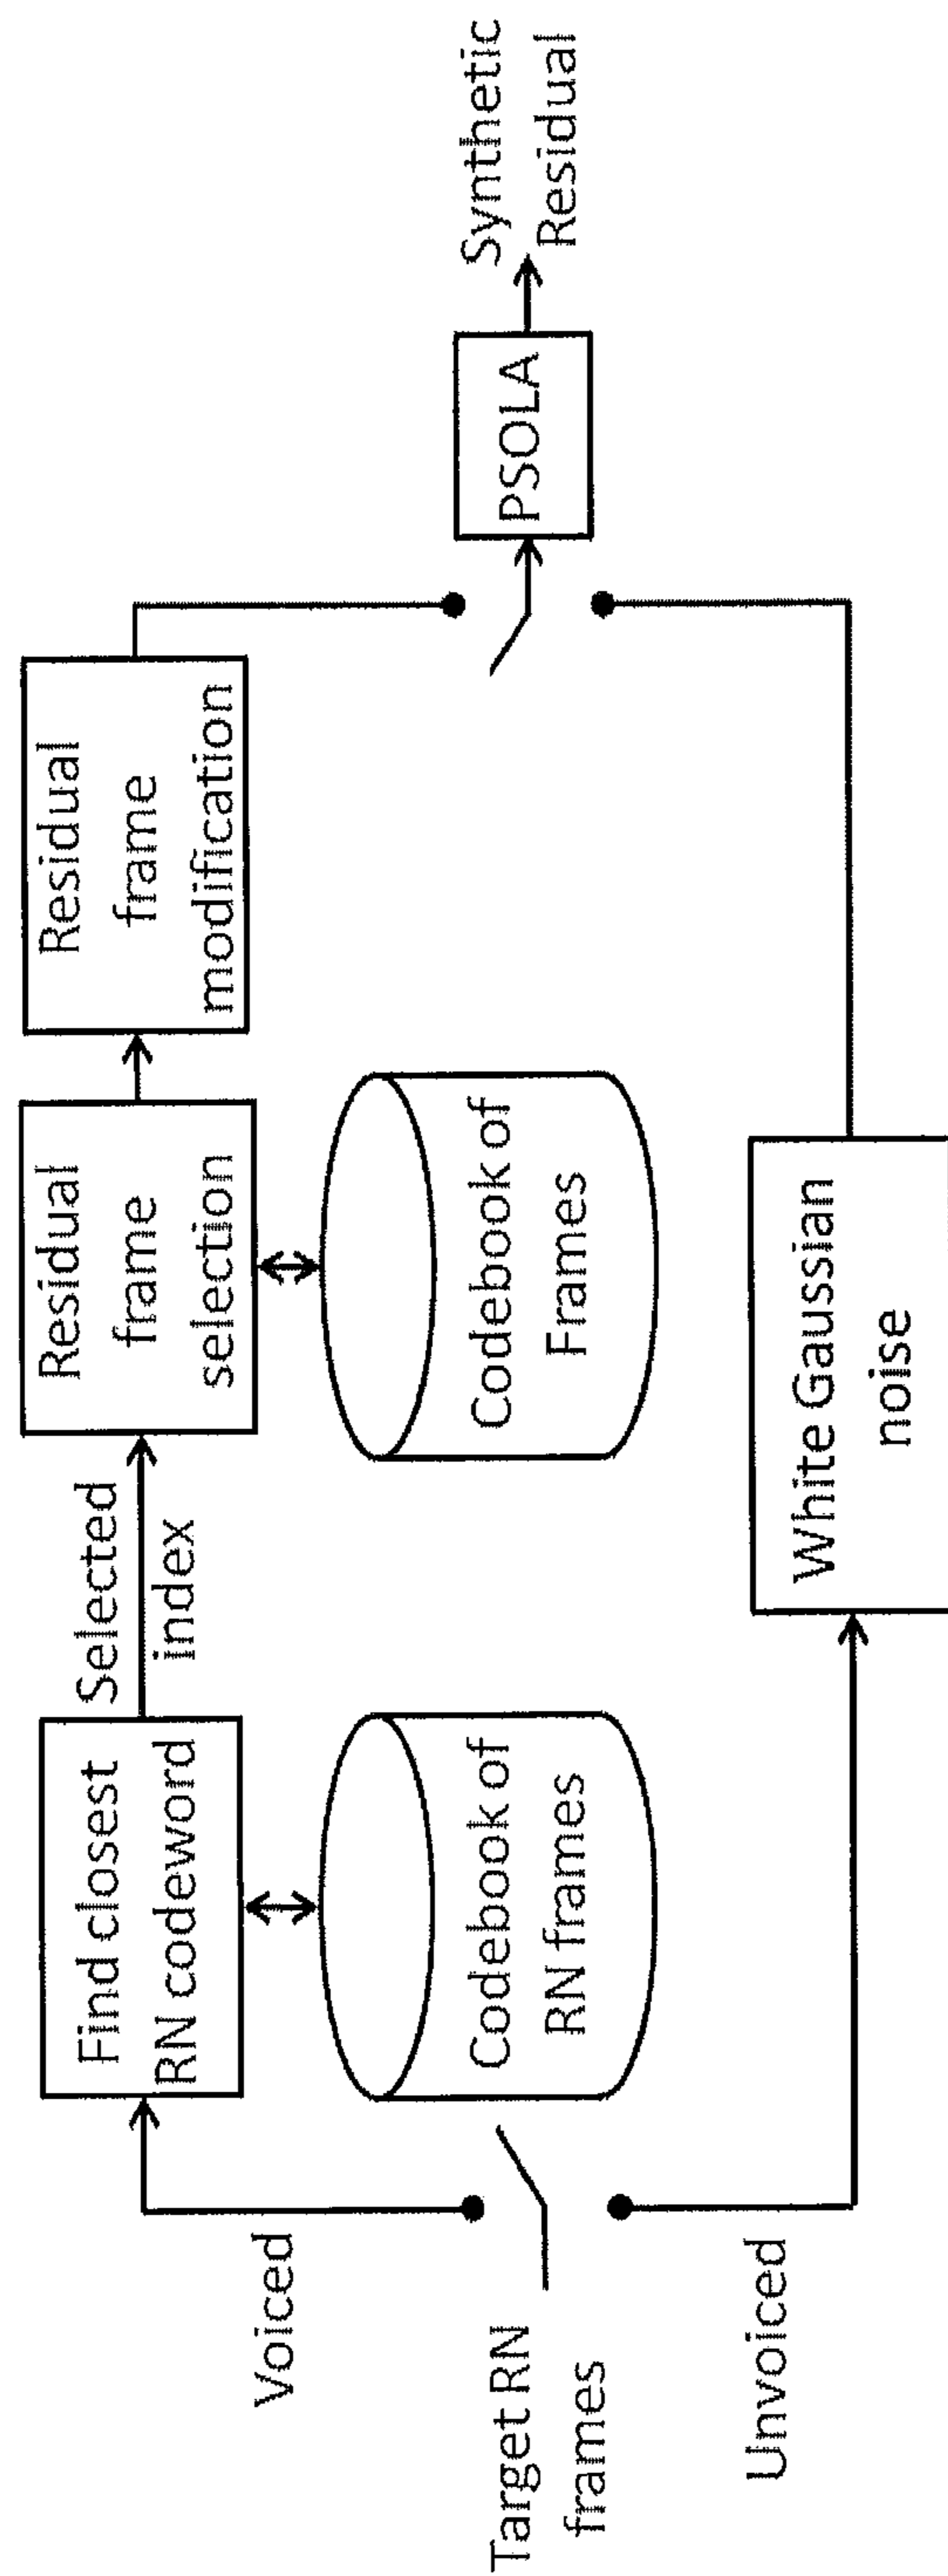 Target RN
frames
Voiced
Unvoiced
Find closest
RN codeword
Codebook of
RN frames
Selected
index
Residual
frame
selection
Codebook of
Frames
Residual
frame
modification
White Gaussian
noise
PSOLA
Synthetic
Residual